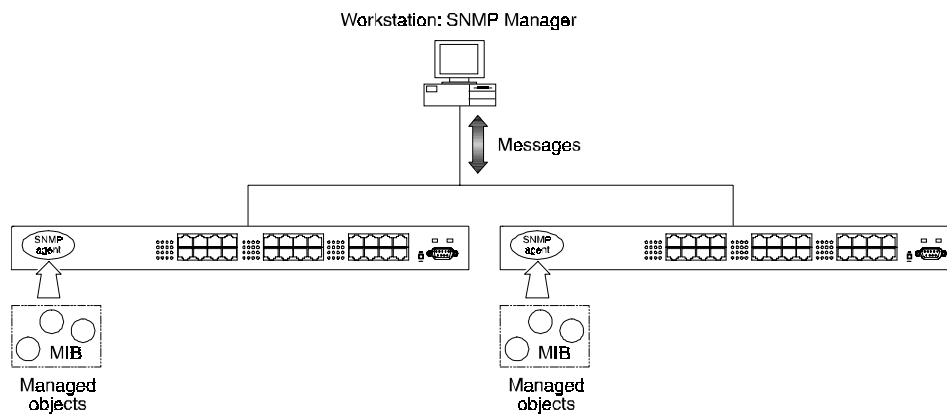 Workstation: SNMP Manager
Messages
SNMP
agent
SNMP
agent
MIB
MIB
Managed
objects
Managed
objects